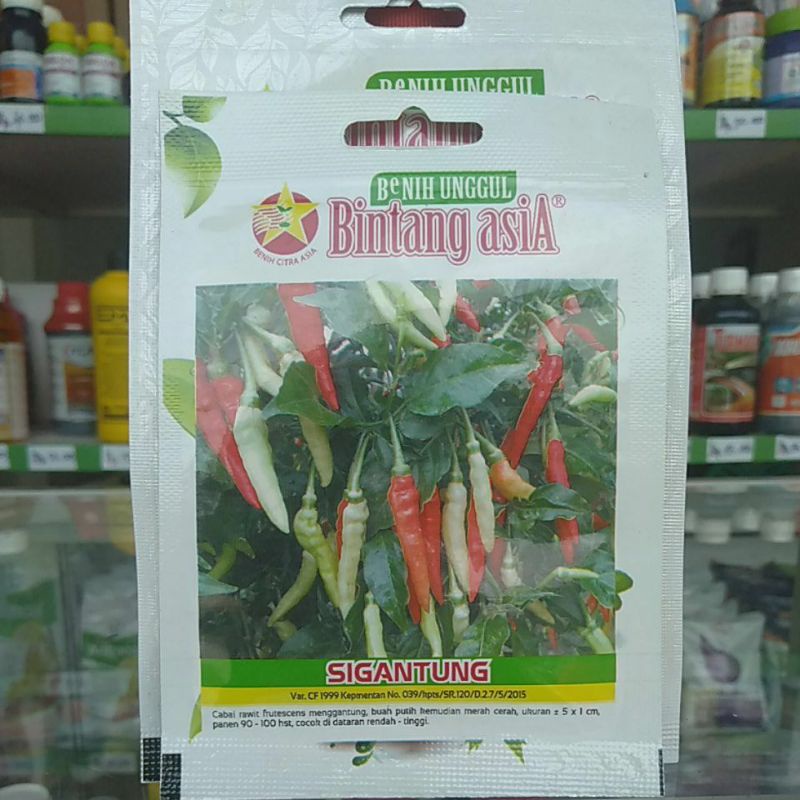 BeNIH UNGGUL
BeNIH UNGGUL
Bintang asiA®
BENIH CITRA ASIA
SIGANTUNG
Var. CF 1999 Kepmentan No. 039/kpts/SR.120/D.2.7/5/2015
Cabai rawit frutescens menggantung, buah putih kemudian merah cerah, ukuran ± 5 x 1 cm,
panen 90 - 100 hst, cocok di dataran rendah - tinggi.